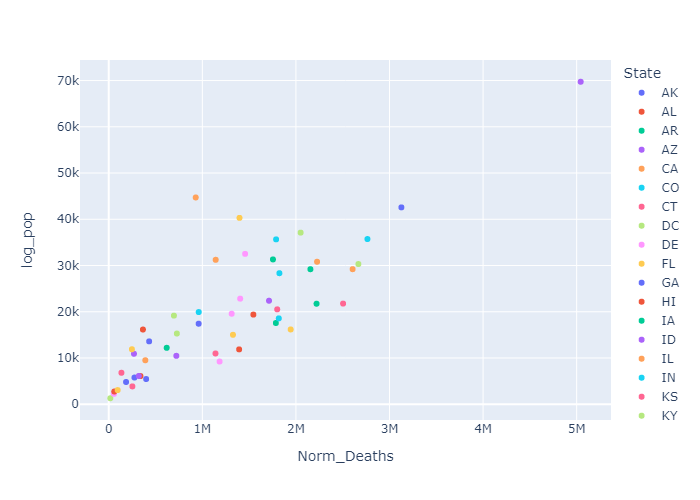 State
AK
AL
AR
AZ
CA
CO
CT
DC
DE
FL
GA
HI
IA
ID
IL
IN
KS
KY
70k
60k
50k
40k
30k
20k
10k
0
log_pop
0 1M 2M 3M 4M 5M
Norm_Deaths